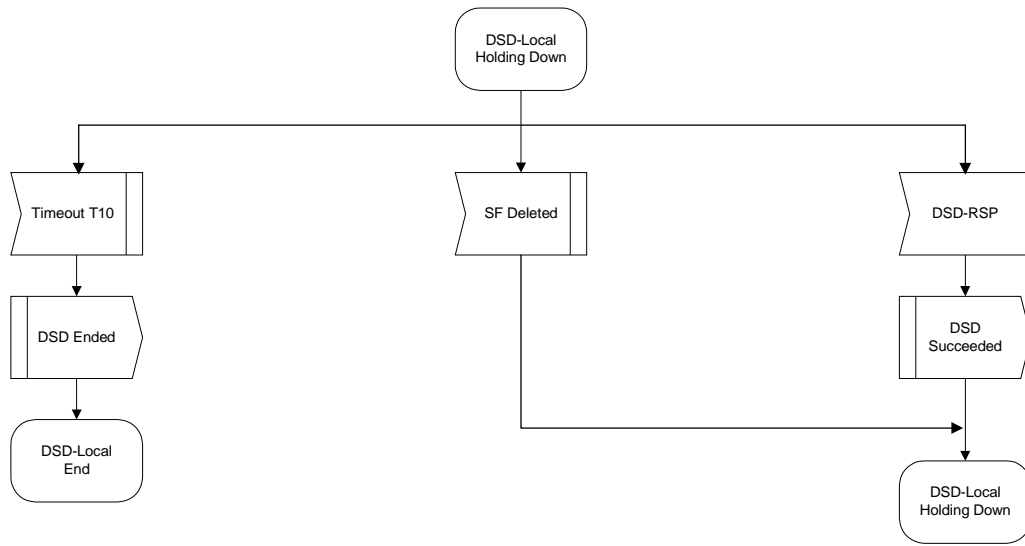 DSD-Local
Holding Down
Timeout T10
SF Deleted
DSD-RSP
DSD Ended
DSD
Succeeded
DSD-Local
End
DSD-Local
Holding Down